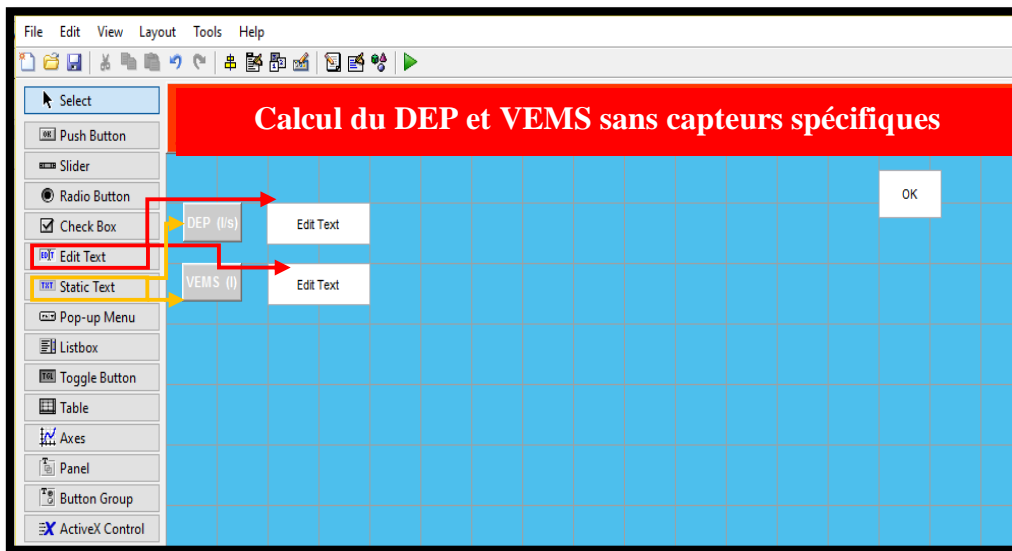 File Edit View Layout Tools Help
Select
Calcul du DEP et VEMS sans capteurs spécifiques
Push Button
Slider
Radio Button
OK
Check Box
DEP (l/s)
Edit Text
Edit Text
Static Text
VEMS (l)
Edit Text
Pop-up Menu
Listbox
Toggle Button
Table
Axes
Panel
Button Group
ActiveX Control